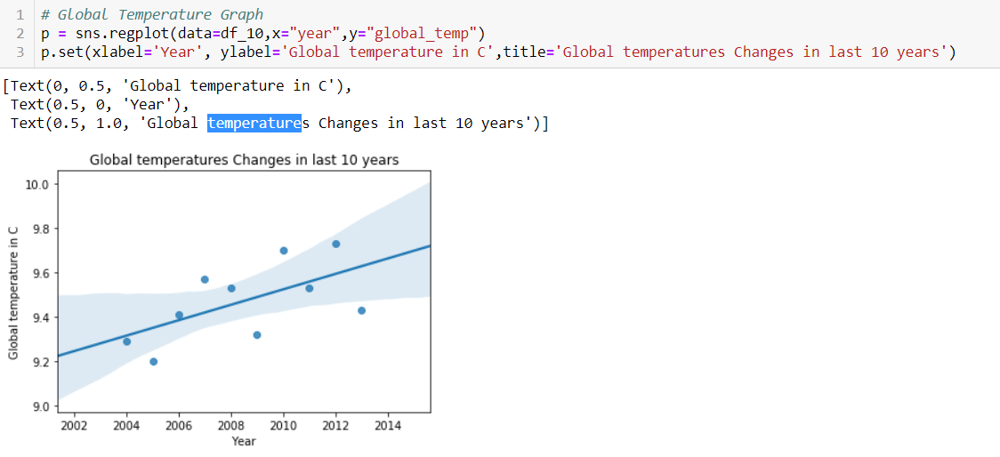 1 # Global Temperature Graph
2 p = sns.regplot(data=df_10,x="year",y="global_temp")
3 p.set(xlabel='Year', ylabel='Global temperature in C',title='Global temperatures Changes in last 10 years')
[Text(0, 0.5, 'Global temperature in C'),
Text(0.5, 0, 'Year'),
Text(0.5, 1.0, 'Global temperatures Changes in last 10 years')]
Global temperatures Changes in last 10 years
Global temperature in C
10.0
9.8
9.6
9.4
9.2
9.0
2002 2004 2006 2008 2010 2012 2014
Year